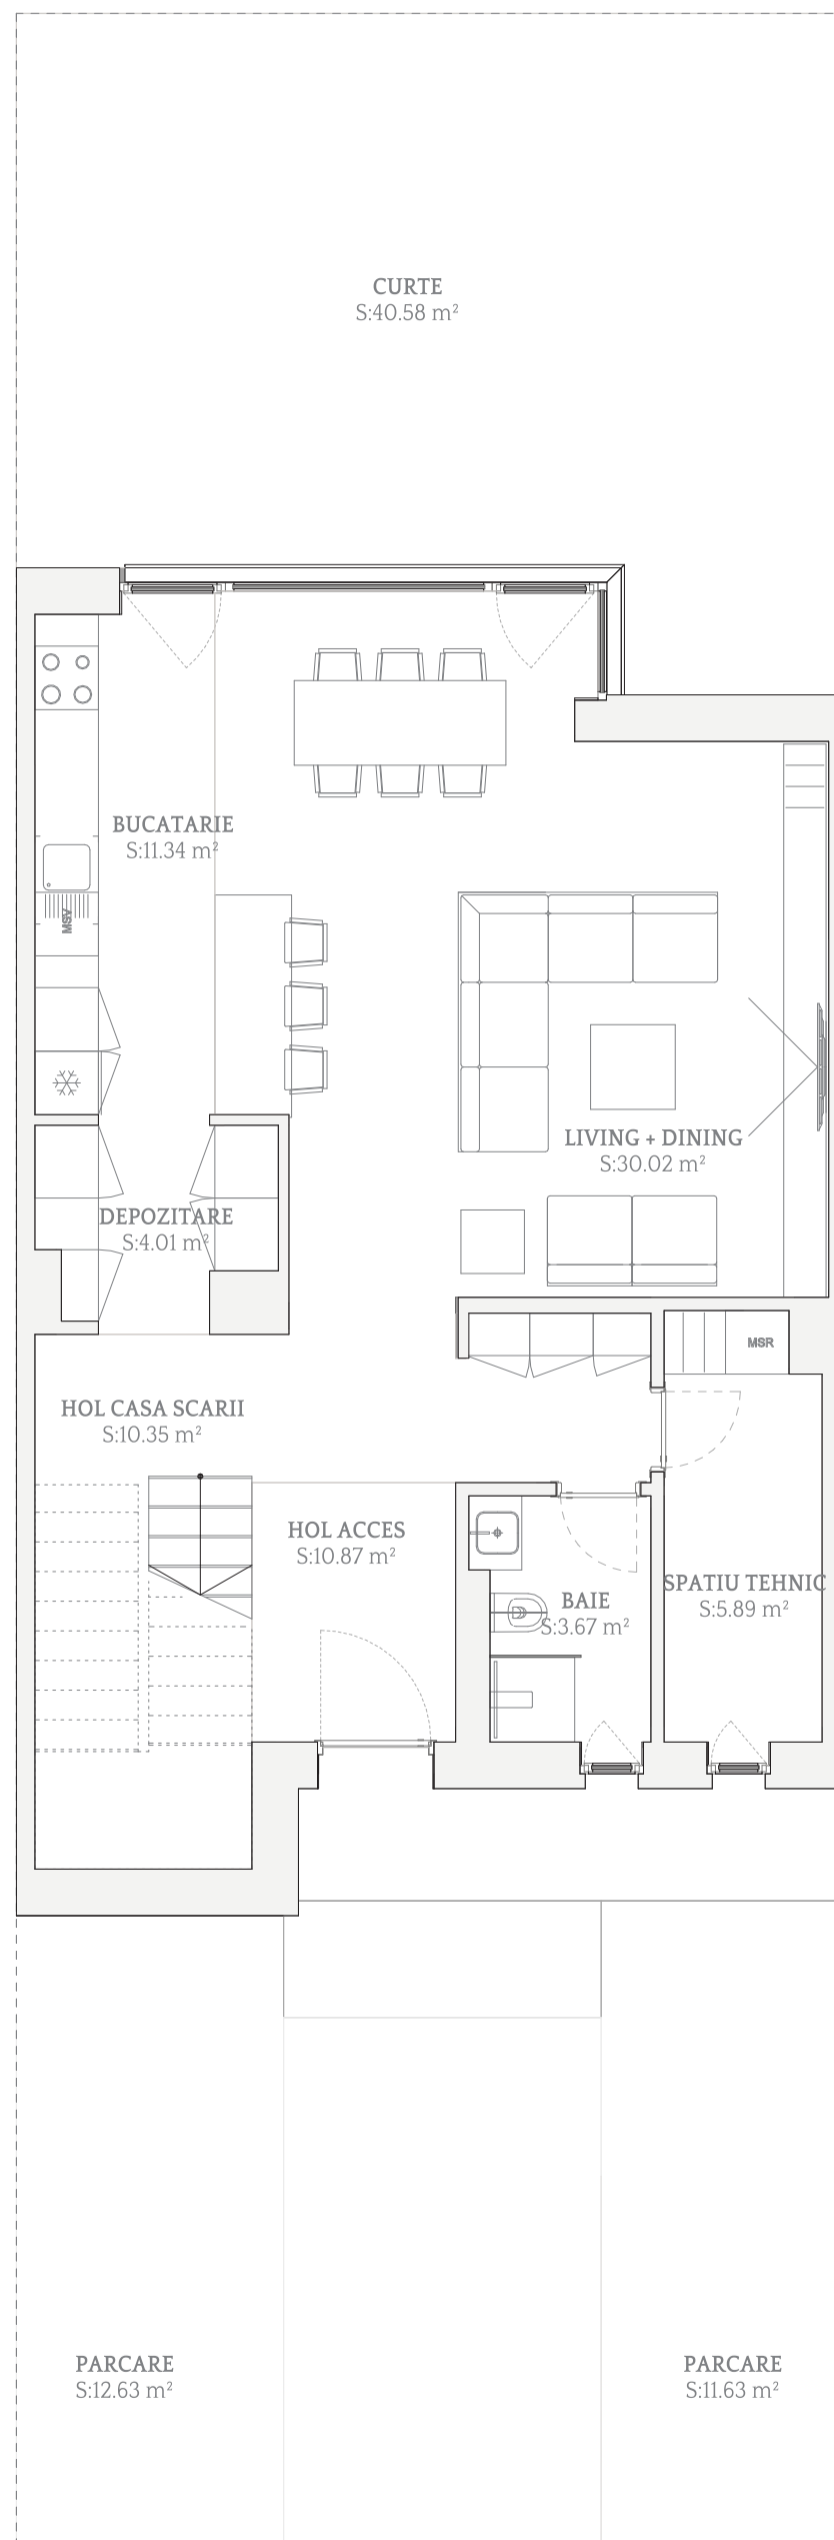 CURTE
S:40.58 m²
BUCATARIE
S:11.34 m²
MSV
LIVING + DINING
S:30.02 m²
DEPOZITARE
S:4.01 m²
MSR
HOL CASA SCARII
S:10.35 m²
HOL ACCES
S:10.87 m²
SPATIU TEHNIC
S:5.89 m²
BAIE
S:3.67 m²
PARCARE
S:12.63 m²
PARCARE
S:11.63 m²